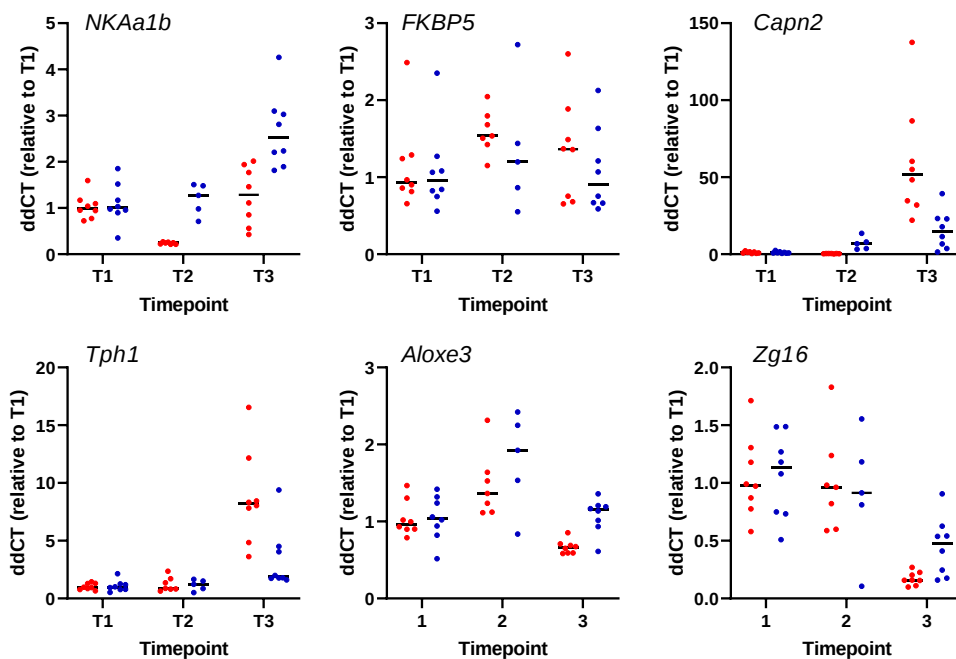 NKAa1b
ddCT (relative to T1)
5
4
3
2
1
0
T1 T2 T3
Timepoint
FKBP5
ddCT (relative to T1)
3
2
1
0
T1 T2 T3
Timepoint
Capn2
ddCT (relative to T1)
150
100
50
0
T1 T2 T3
Timepoint
Tph1
ddCT (relative to T1)
20
15
10
5
0
T1 T2 T3
Timepoint
Aloxe3
ddCT (relative to T1)
3
2
1
0
1 2 3
Timepoint
Zg16
ddCT (relative to T1)
2.0
1.5
1.0
0.5
0.0
1 2 3
Timepoint